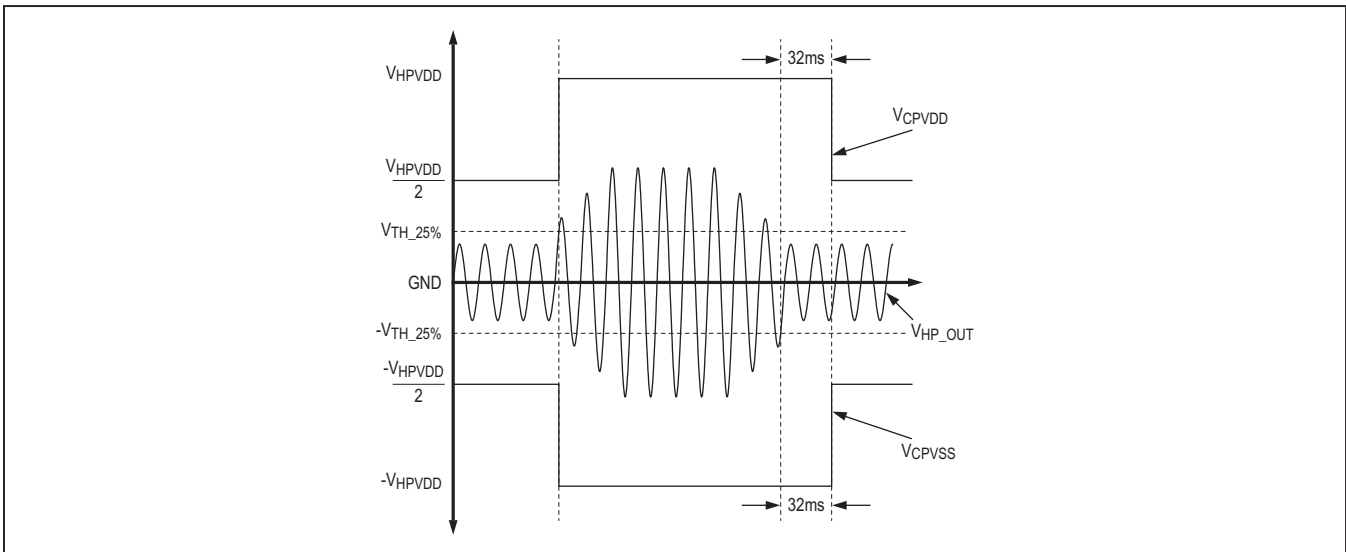 32ms
VHPVDD
VCPVDD
VHPVDD
2
VTH_25%
GND
-VTH_25%
VHP_OUT
-VHPVDD
2
VCPVSS
-VHPVDD
32ms